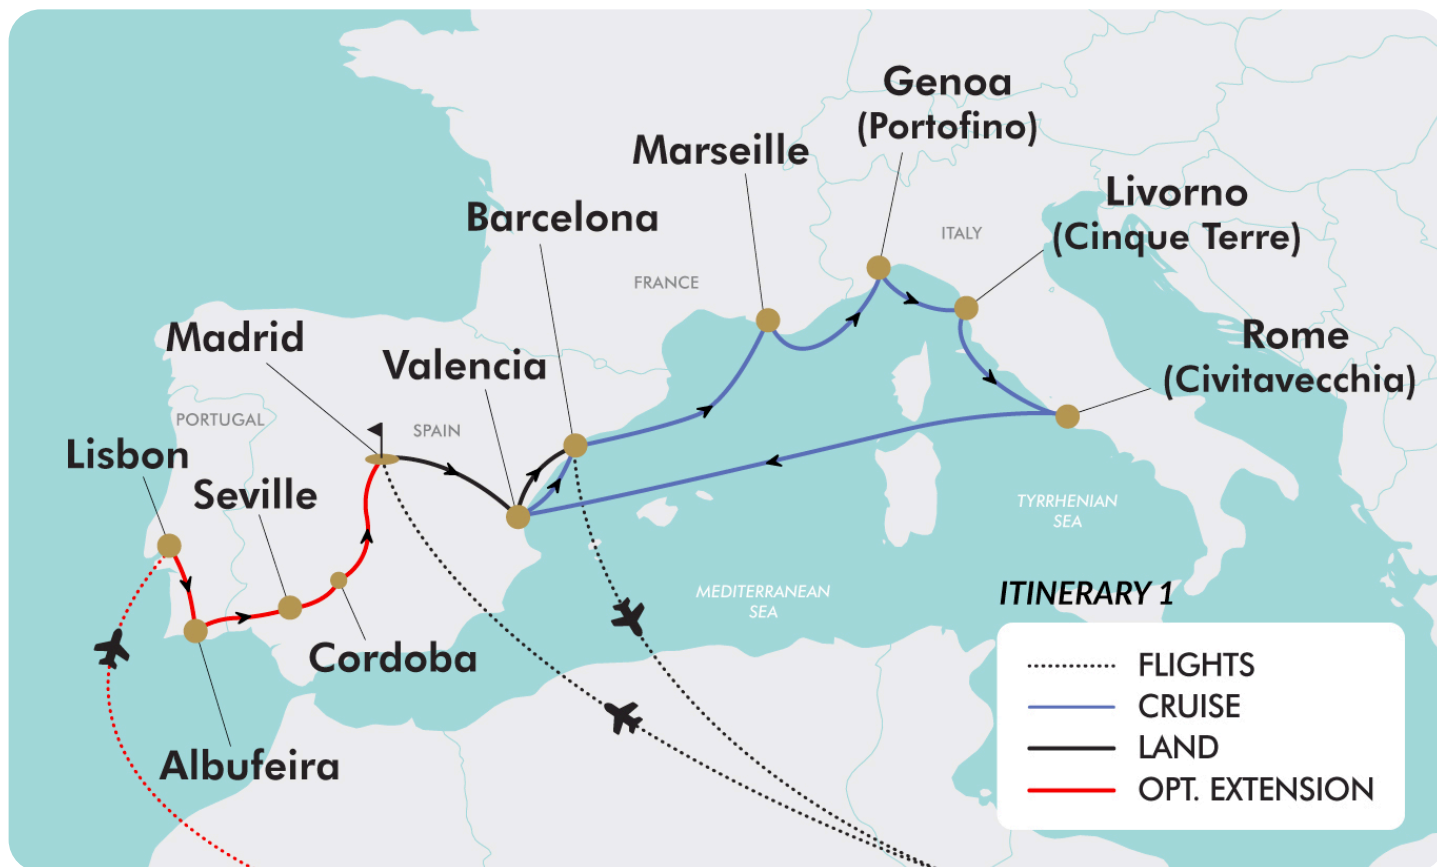 Genoa
(Portofino)
Marseille
Livorno
(Cinque Terre)
Barcelona
ITALY
FRANCE
Madrid
Rome
(Civitavecchia)
Valencia
PORTUGAL
SPAIN
Lisbon
Seville
TYRRHENIAN
SEA
MEDITERRANEAN
SEA
ITINERARY 1
Cordoba
Albufeira
FLIGHTS
CRUISE
LAND
OPT. EXTENSION